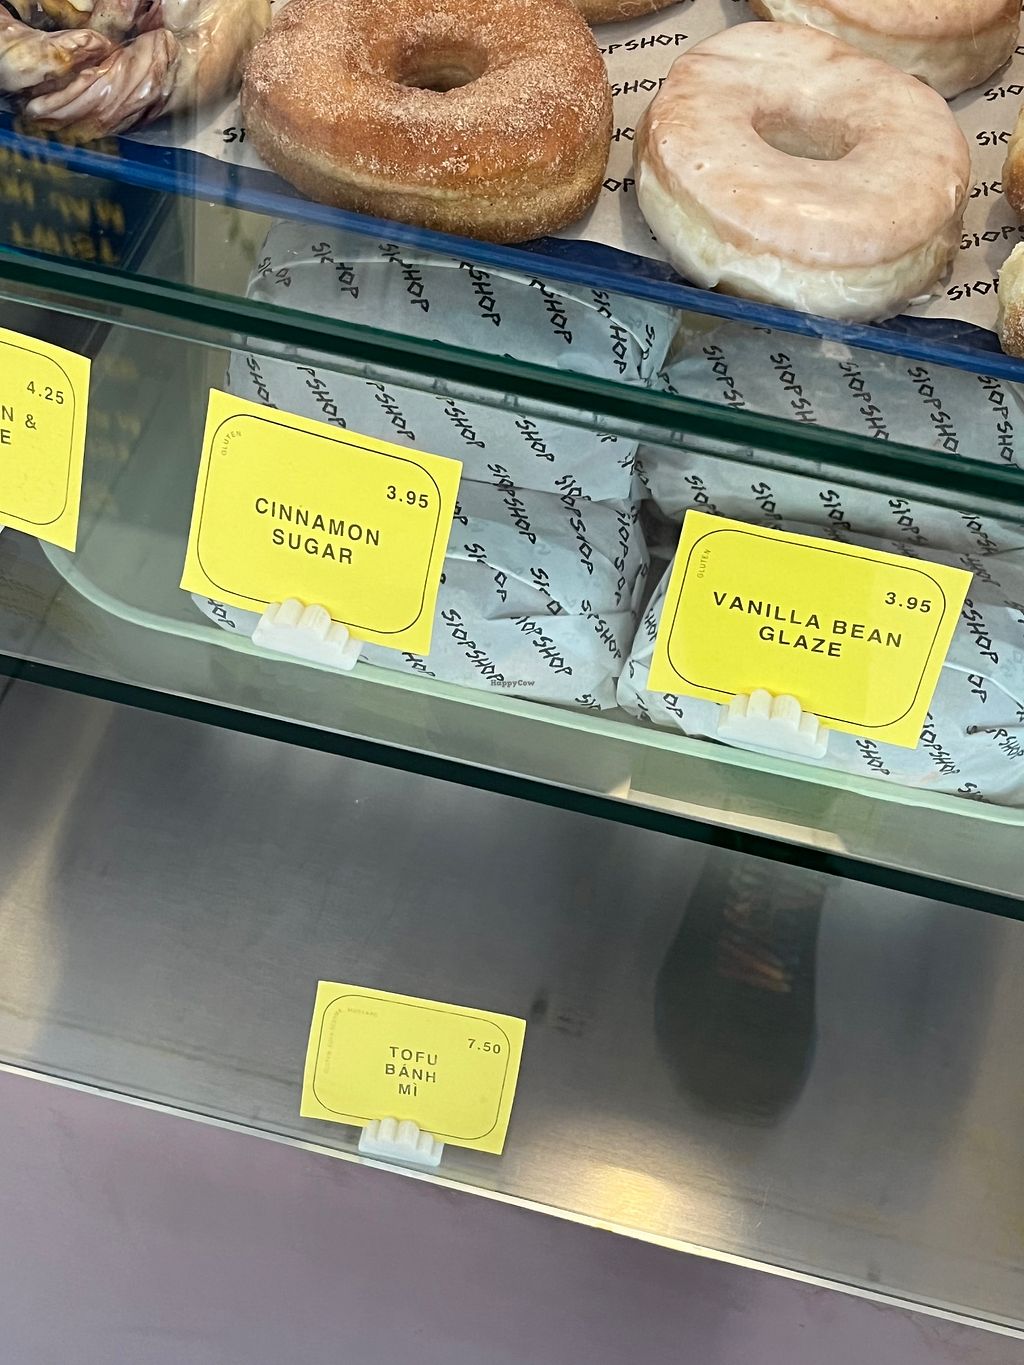 SIOPSHOP
4.25
N &
E
GLUTEN
3.95
CINNAMON
SUGAR
GLUTEN
3.95
VANILLA BEAN
GLAZE
HappyCow
7.50
TOFU
BÁNH
MÌ